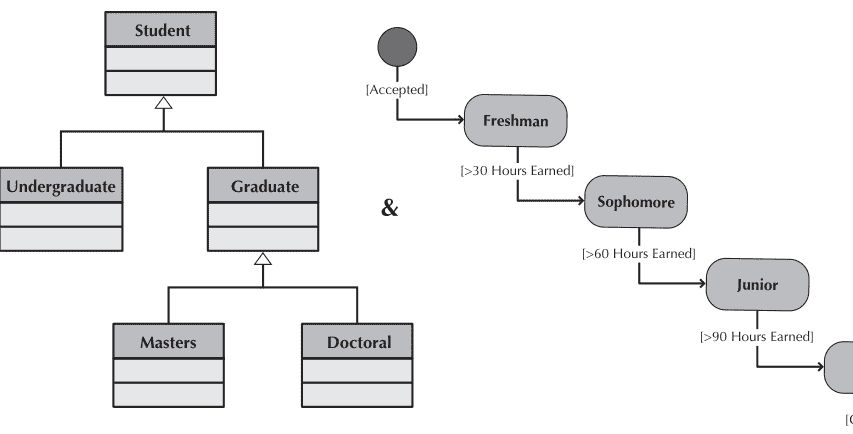 Student
Undergraduate
Graduate
Masters
Doctoral
&
[Accepted]
Freshman
[>30 Hours Earned]
Sophomore
[>60 Hours Earned]
Junior
[>90 Hours Earned]